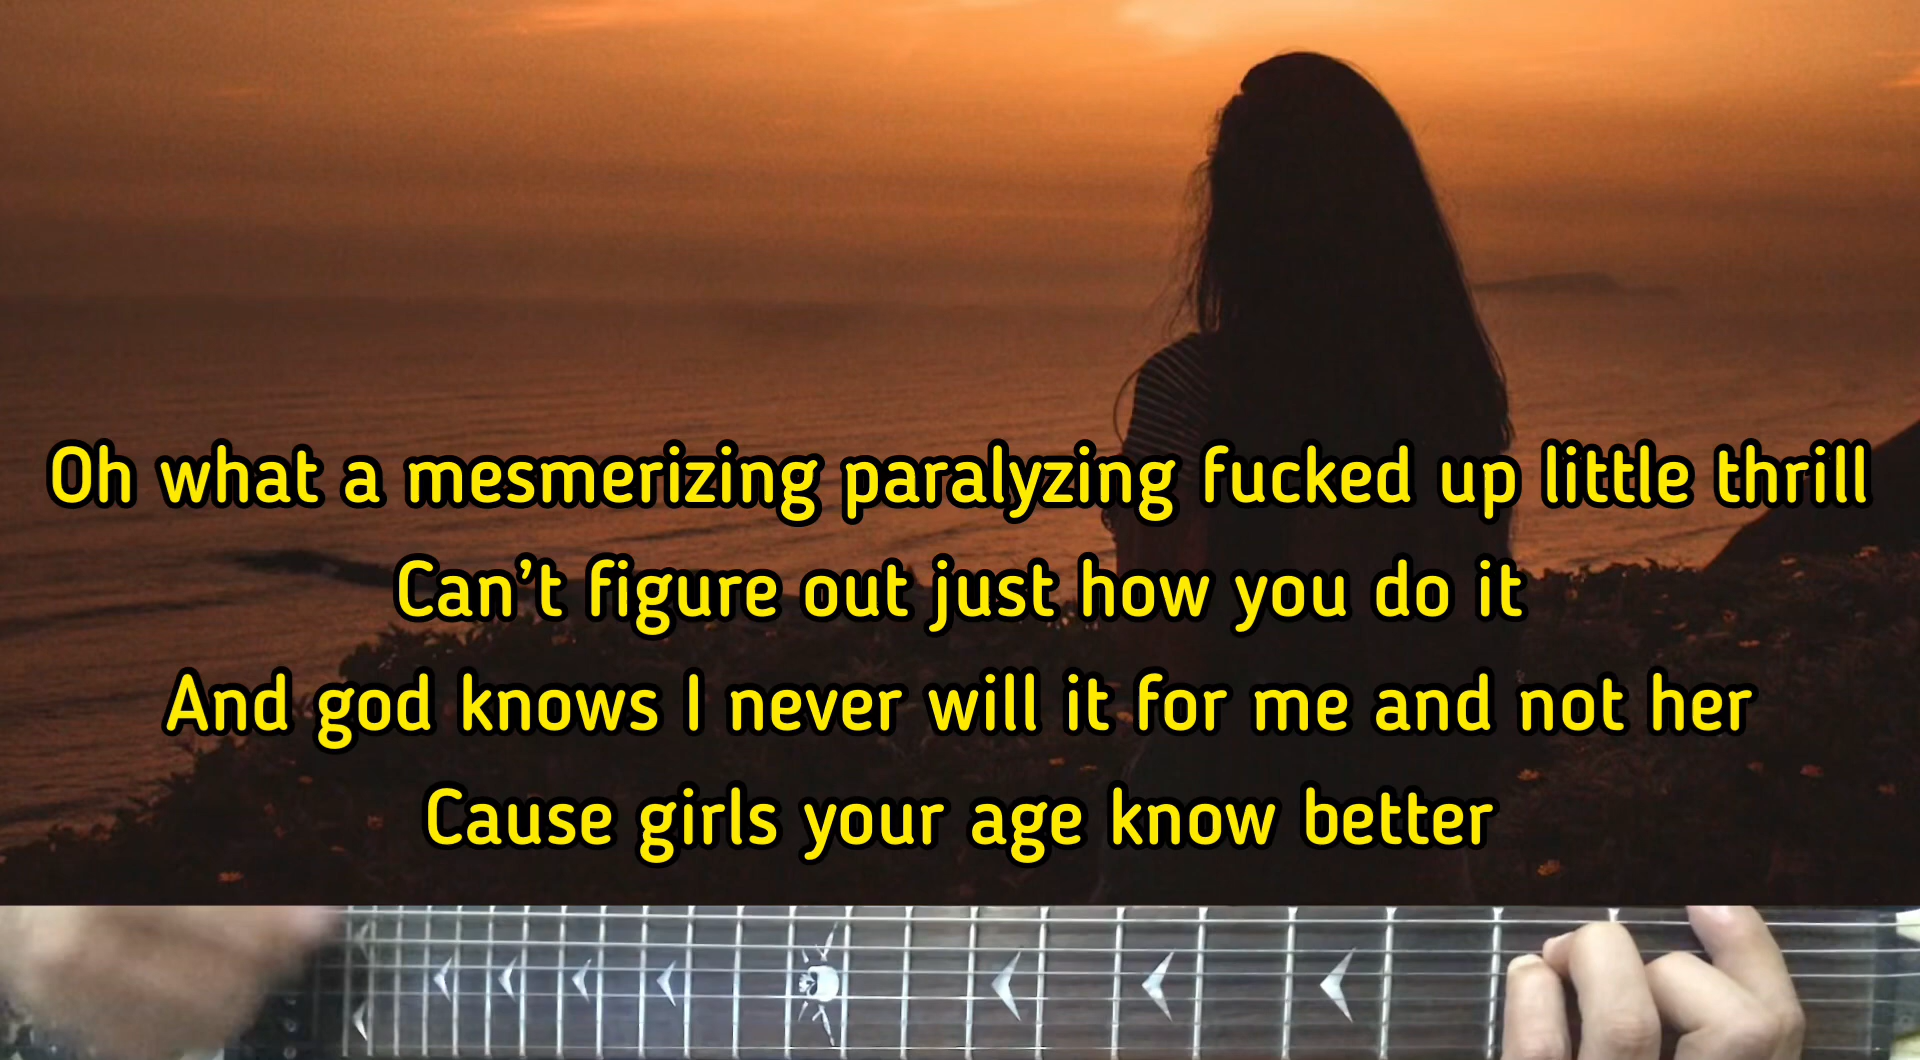 Oh what a mesmerizing paralyzing fucked up little thrill
Can’t figure out just how you do it
And god knows I never will it for me and not her
Cause girls your age know better